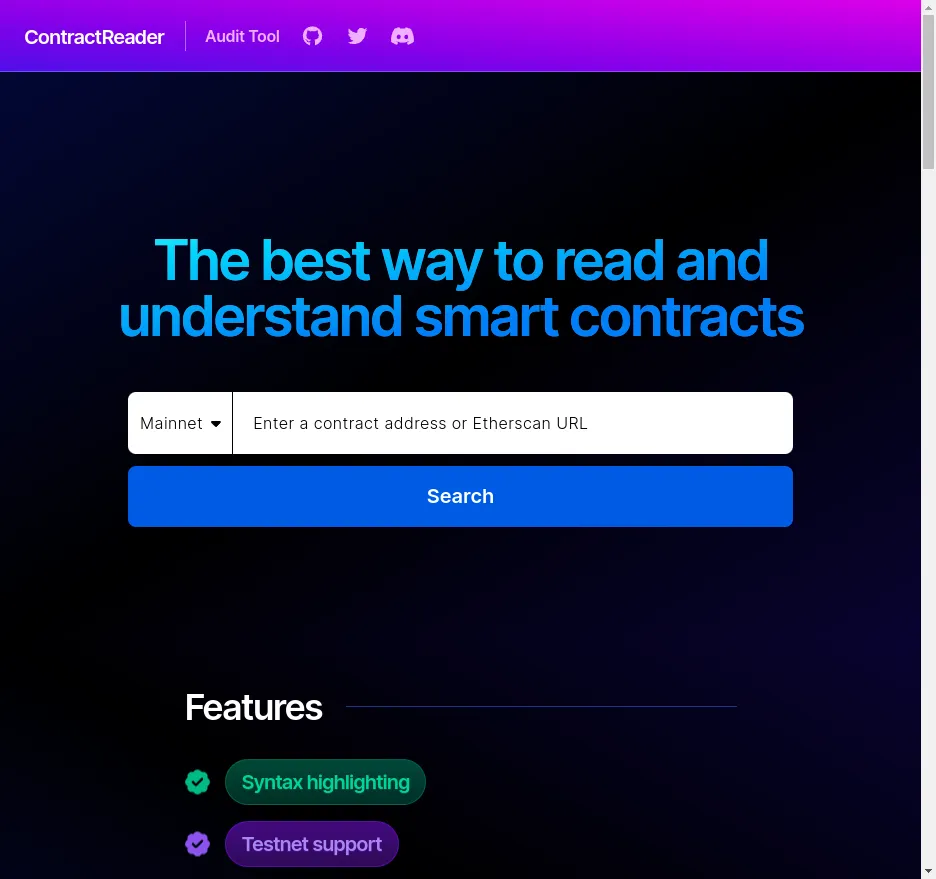 ContractReader
Audit Tool
The best way to read and
understand smart contracts
Mainnet
Enter a contract address or Etherscan URL
Search
Features
Syntax highlighting
Testnet support